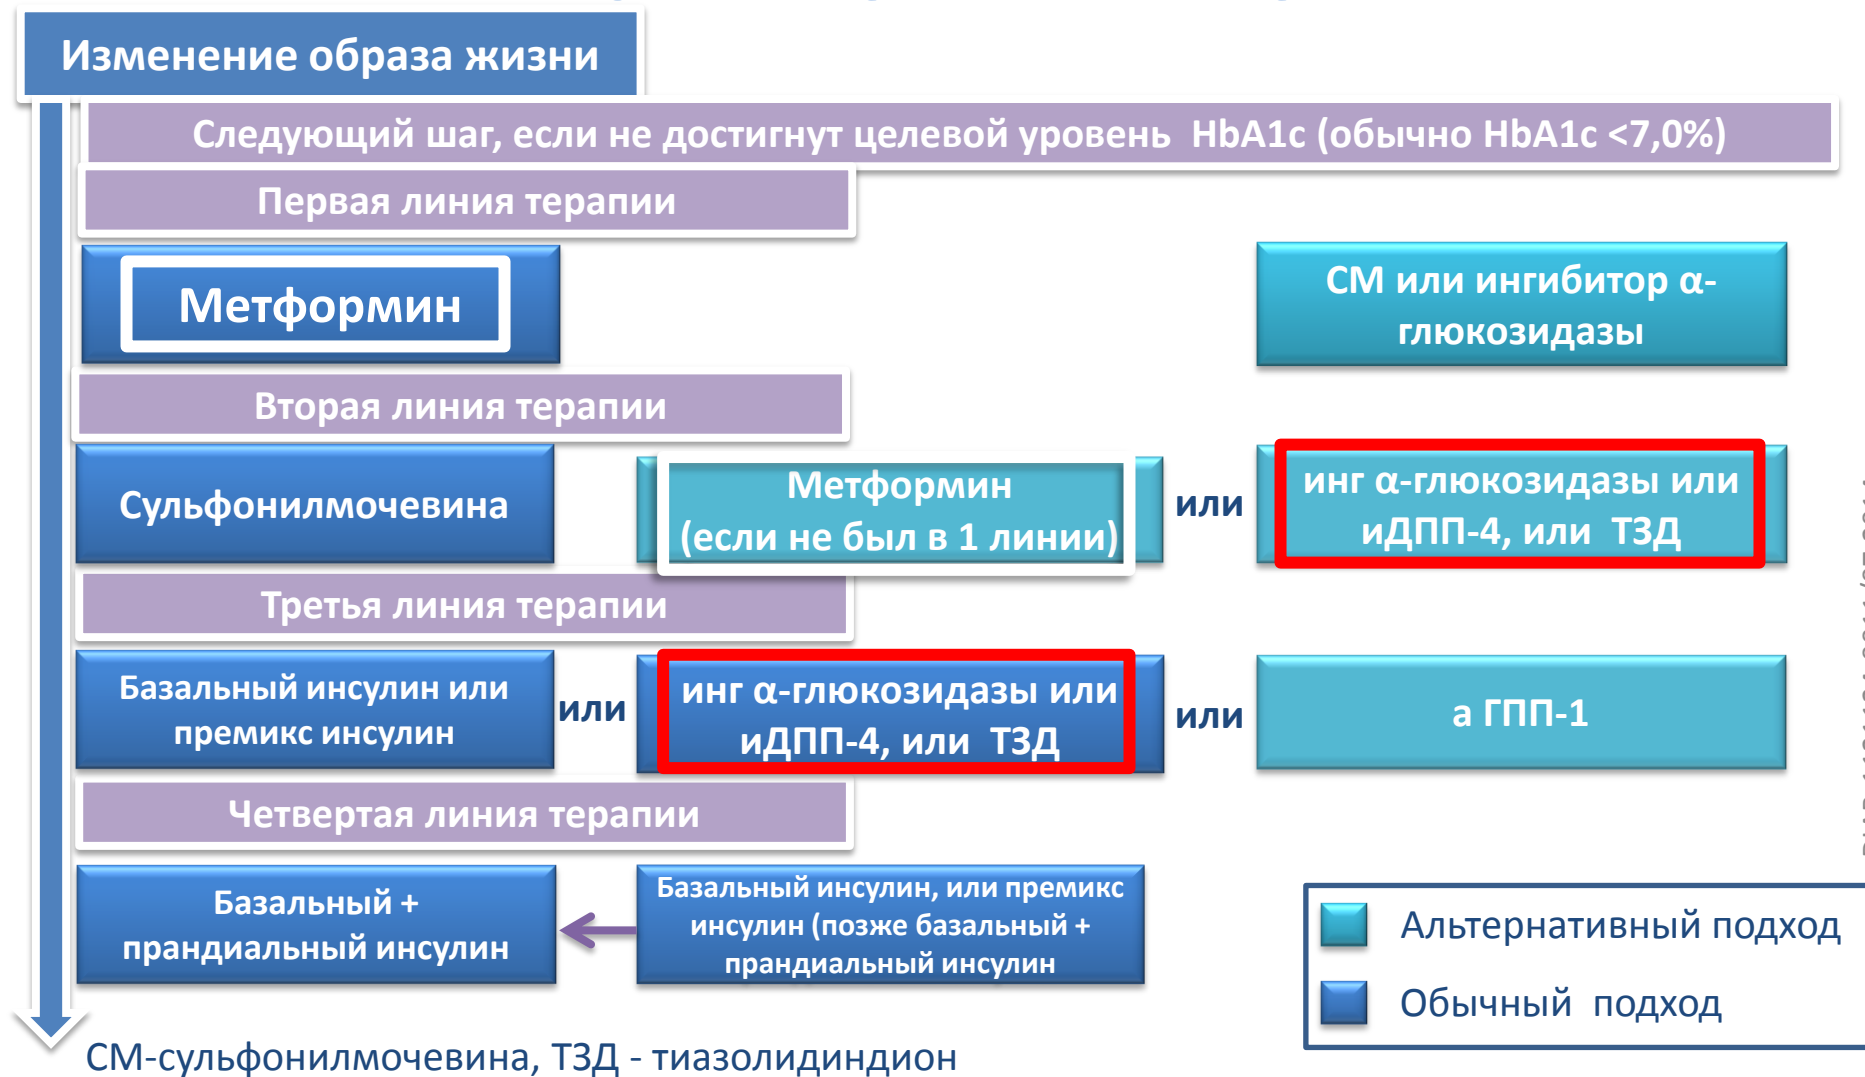 Изменение образа жизни
Следующий шаг, если не достигнут целевой уровень HbA1c (обычно HbA1c <7,0%)
Первая линия терапии
Метформин
СМ или ингибитор α-
глюкозидазы
Вторая линия терапии
Сульфонилмочевина
Метформин
(если не был в 1 линии)
или
инг α-глюкозидазы или
иДПП-4, или ТЗД
Третья линия терапии
Базальный инсулин или
премикс инсулин
или
инг α-глюкозидазы или
иДПП-4, или ТЗД
или
а ГПП-1
Четвертая линия терапии
Базальный +
прандиальный инсулин
Базальный инсулин, или премикс
инсулин (позже базальный +
прандиальный инсулин
Альтернативный подход
Обычный подход
СМ-сульфонилмочевина, ТЗД - тиазолидиндион